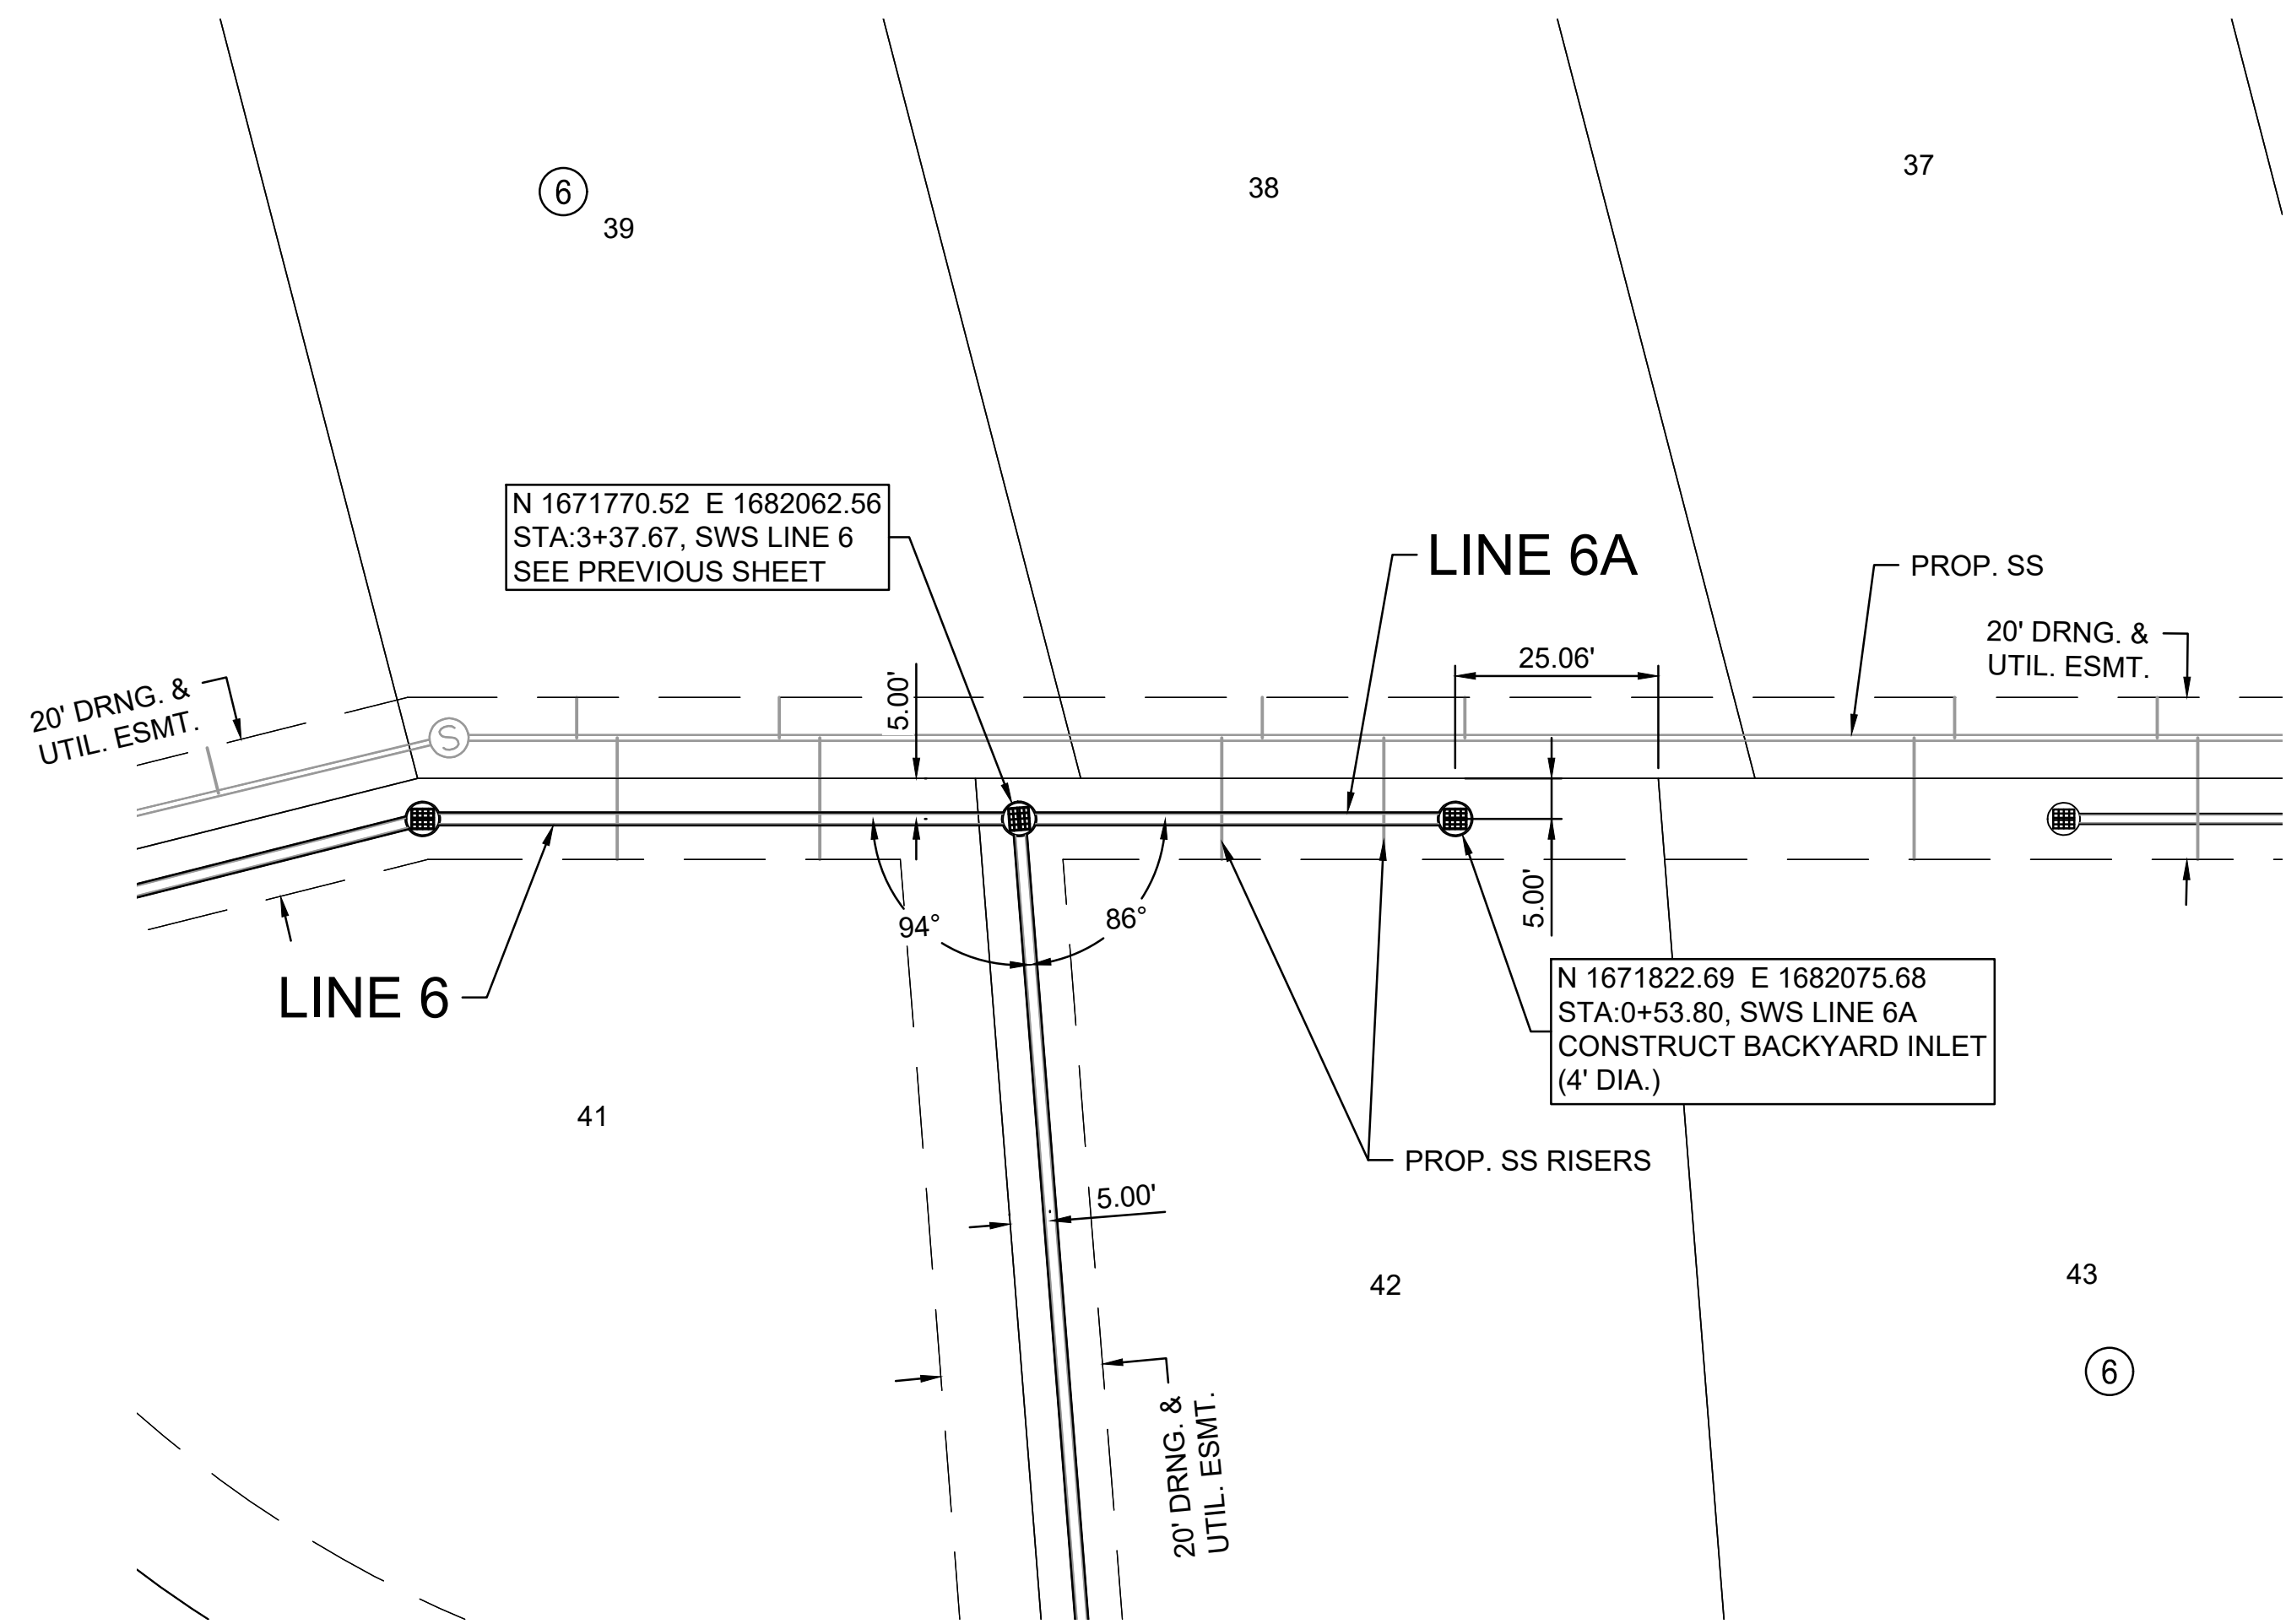 6
39
38
37
N 1671770.52  E 1682062.56
STA:3+37.67, SWS LINE 6
SEE PREVIOUS SHEET
LINE 6A
PROP. SS
20' DRNG. &
UTIL. ESMT.
25.06'
20' DRNG. &
UTIL. ESMT.
5.00'
S
94°
86°
5.00'
LINE 6
N 1671822.69  E 1682075.68
STA:0+53.80, SWS LINE 6A
CONSTRUCT BACKYARD INLET
(4' DIA.)
41
PROP. SS RISERS
5.00'
42
43
6
20' DRNG. &
UTIL. ESMT.